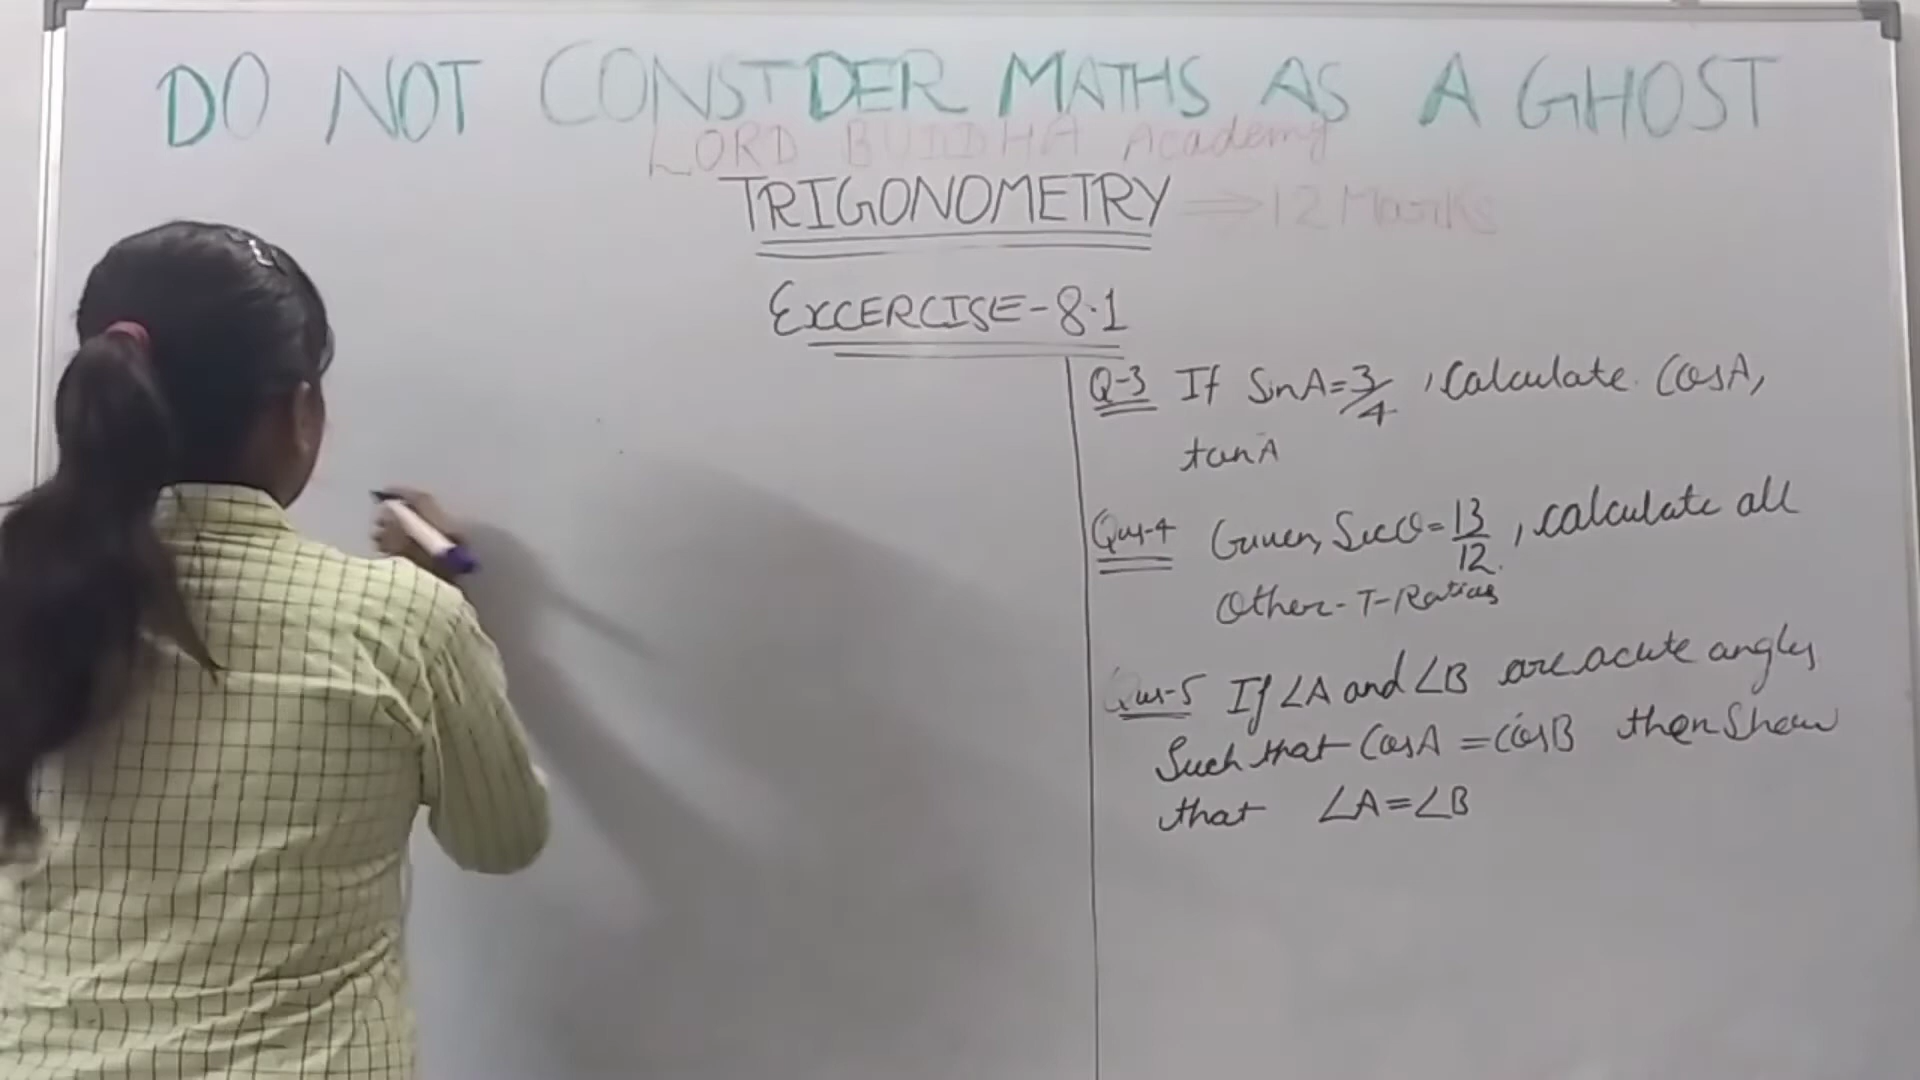 DO NOT CONSIDER MATHS AS A GHOST
LORD BUDDHA Academy
TRIGONOMETRY ⇒ 12 Marks
EXCERCISE-8.1
Q-3 If SinA=3/4, Calculate CosA,
tanA
Qus-4 Given, Secθ=13/12, calculate all
Other-T-Ratios
Qus-5 If ∠A and ∠B are acute angles
Such that CosA = CosB then Show
that ∠A=∠B